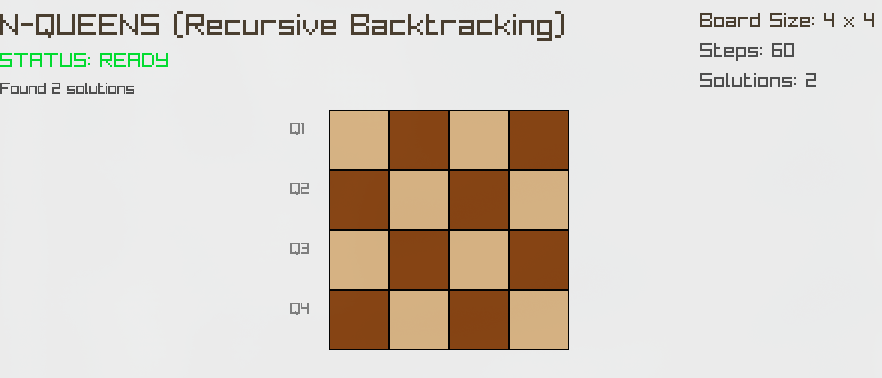 N-QUEENS (Recursive Backtracking)
STATUS: READY
Found 2 solutions
Board Size: 4 x 4
Steps: 60
Solutions: 2
Q1
Q2
Q3
Q4